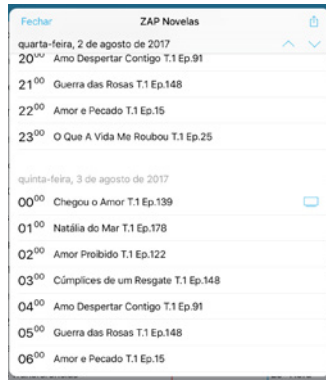 Fechar ZAP Novelas
quarta-feira, 2 de agosto de 2017
20⁰⁰ Amo Despertar Contigo T.1 Ep.91
21⁰⁰ Guerra das Rosas T.1 Ep.148
22⁰⁰ Amor e Pecado T.1 Ep.15
23⁰⁰ O Que A Vida Me Roubou T.1 Ep.25
quinta-feira, 3 de agosto de 2017
00⁰⁰ Chegou o Amor T.1 Ep.139
01⁰⁰ Natália do Mar T.1 Ep.178
02⁰⁰ Amor Proibido T.1 Ep.122
03⁰⁰ Cúmplices de um Resgate T.1 Ep.148
04⁰⁰ Amo Despertar Contigo T.1 Ep.91
05⁰⁰ Guerra das Rosas T.1 Ep.148
06⁰⁰ Amor e Pecado T.1 Ep.15